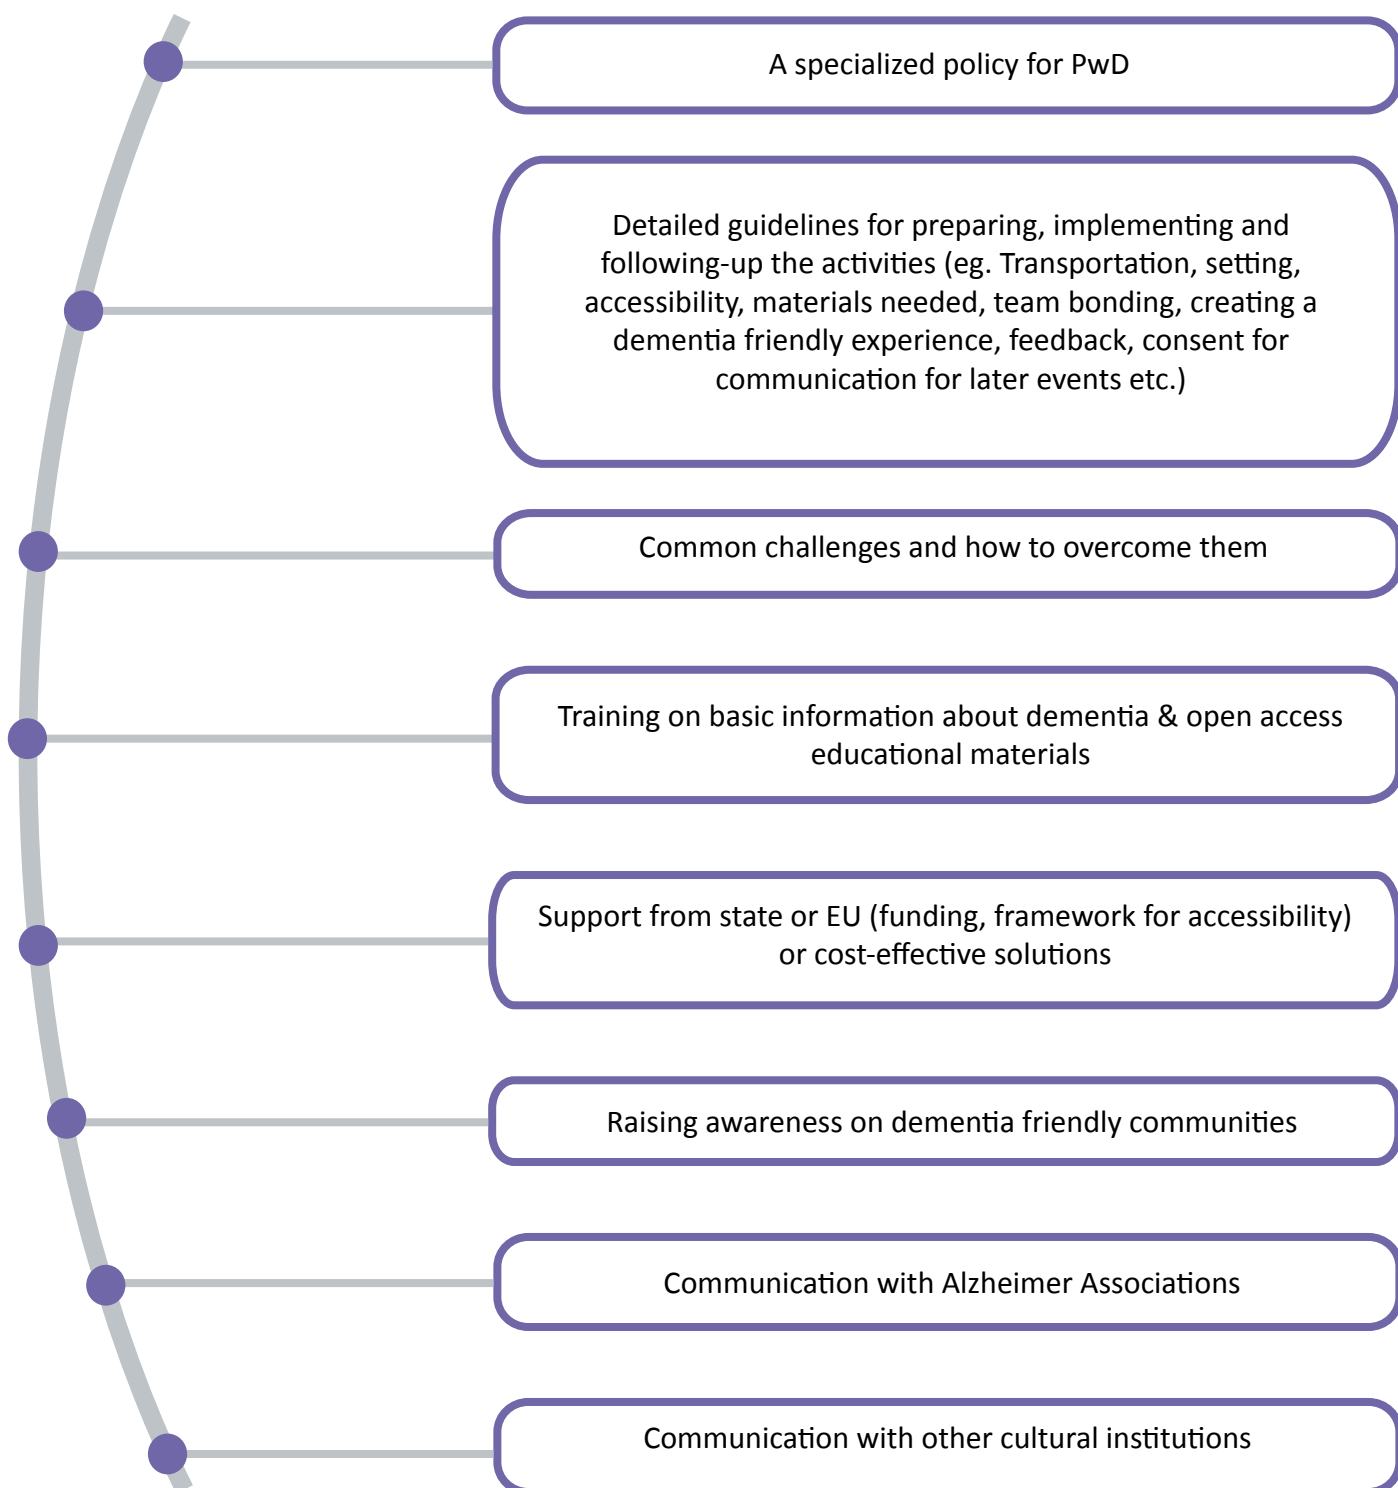 A specialized policy for PwD
Detailed guidelines for preparing, implementing and
following-up the activities (eg. Transportation, setting,
accessibility, materials needed, team bonding, creating a
dementia friendly experience, feedback, consent for
communication for later events etc.)
Common challenges and how to overcome them
Training on basic information about dementia & open access
educational materials
Support from state or EU (funding, framework for accessibility)
or cost-effective solutions
Raising awareness on dementia friendly communities
Communication with Alzheimer Associations
Communication with other cultural institutions